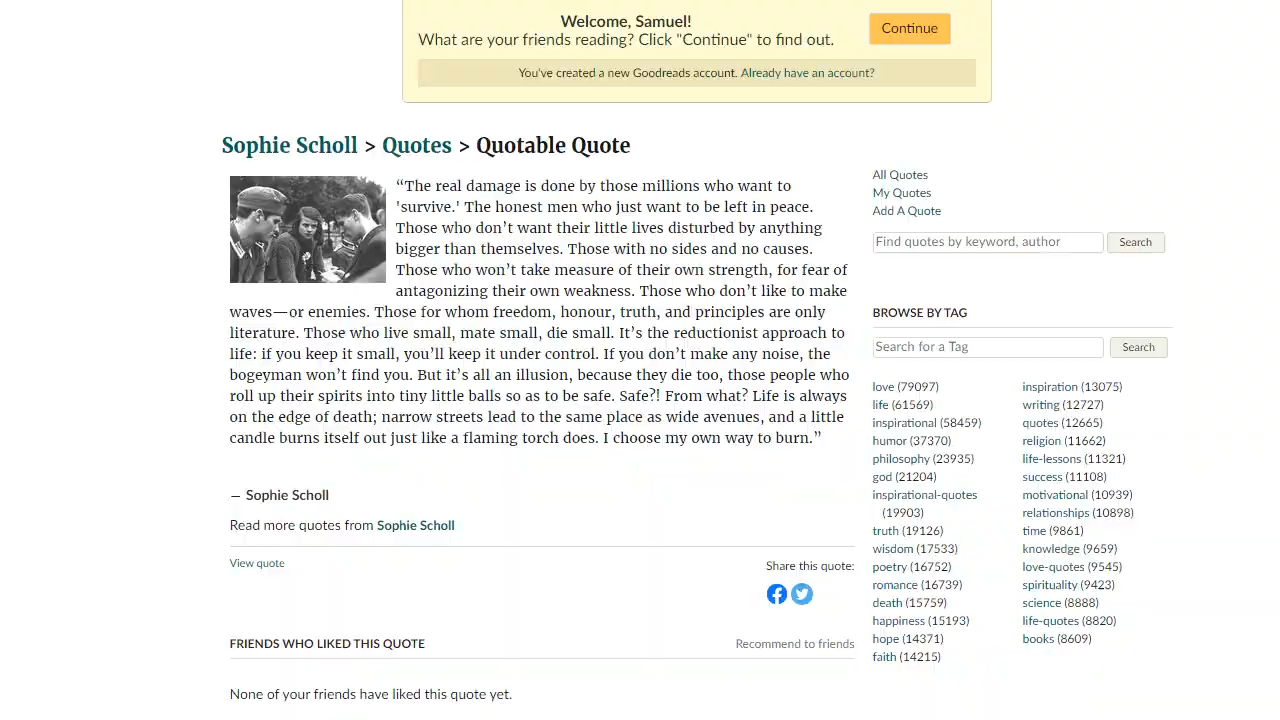 Welcome, Samuel!
What are your friends reading? Click "Continue" to find out.
Continue
You've created a new Goodreads account. Already have an account?
Sophie Scholl > Quotes > Quotable Quote
“The real damage is done by those millions who want to
'survive.' The honest men who just want to be left in peace.
Those who don’t want their little lives disturbed by anything
bigger than themselves. Those with no sides and no causes.
Those who won’t take measure of their own strength, for fear of
antagonizing their own weakness. Those who don’t like to make
waves—or enemies. Those for whom freedom, honour, truth, and principles are only
literature. Those who live small, mate small, die small. It’s the reductionist approach to
life: if you keep it small, you’ll keep it under control. If you don’t make any noise, the
bogeyman won’t find you. But it’s all an illusion, because they die too, those people who
roll up their spirits into tiny little balls so as to be safe. Safe?! From what? Life is always
on the edge of death; narrow streets lead to the same place as wide avenues, and a little
candle burns itself out just like a flaming torch does. I choose my own way to burn.”
― Sophie Scholl
Read more quotes from Sophie Scholl
View quote
Share this quote:
FRIENDS WHO LIKED THIS QUOTE
Recommend to friends
None of your friends have liked this quote yet.
All Quotes
My Quotes
Add A Quote
Find quotes by keyword, author
Search
BROWSE BY TAG
Search for a Tag
Search
love (79097)
life (61569)
inspirational (58459)
humor (37370)
philosophy (23935)
god (21204)
inspirational-quotes
(19903)
truth (19126)
wisdom (17533)
poetry (16752)
romance (16739)
death (15759)
happiness (15193)
hope (14371)
faith (14215)
inspiration (13075)
writing (12727)
quotes (12665)
religion (11662)
life-lessons (11321)
success (11108)
motivational (10939)
relationships (10898)
time (9861)
knowledge (9659)
love-quotes (9545)
spirituality (9423)
science (8888)
life-quotes (8820)
books (8609)